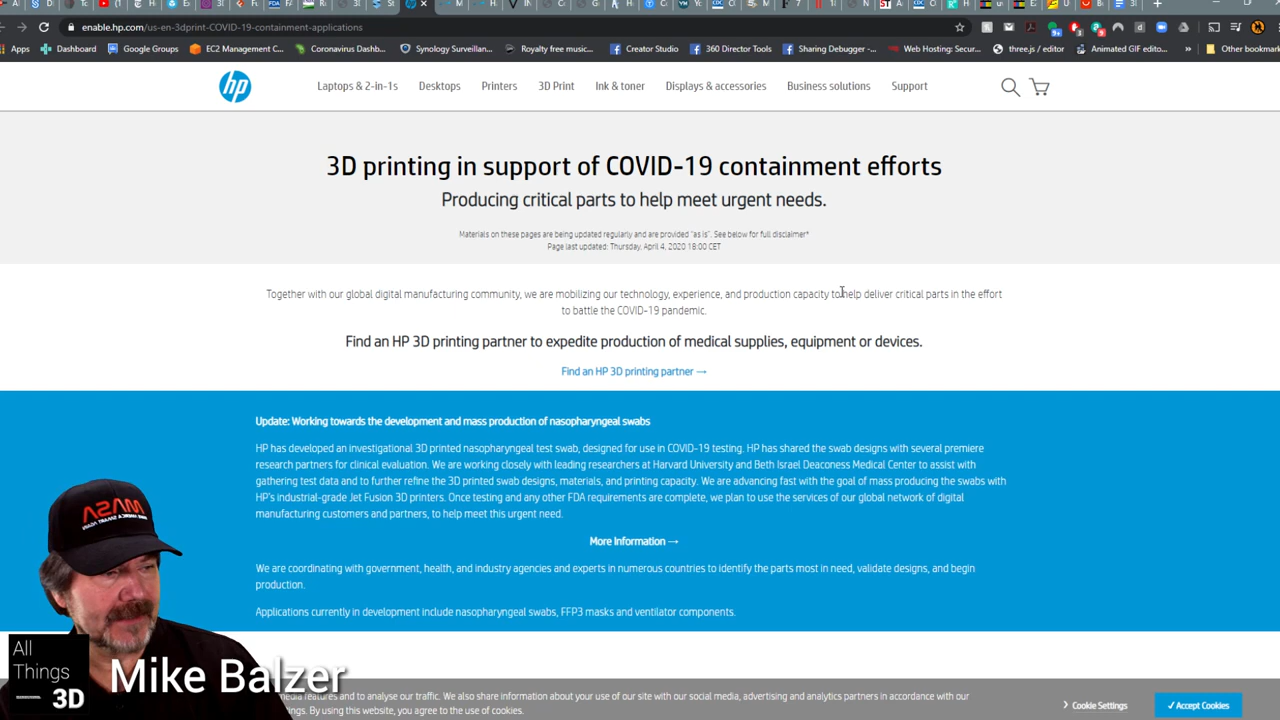 enable.hp.com/us-en-3dprint-COVID-19-containment-applications
Apps Dashboard Google Groups EC2 Management C... Coronavirus Dashb... Synology Surveillan... Royalty free music... Creator Studio 360 Director Tools Sharing Debugger -... Web Hosting: Secur... three.js / editor Animated GIF edito... » Other bookmark
hp
Laptops & 2-in-1s Desktops Printers 3D Print Ink & toner Displays & accessories Business solutions Support
3D printing in support of COVID-19 containment efforts
Producing critical parts to help meet urgent needs.
Materials on these pages are being updated regularly and are provided "as is". See below for full disclaimer*
Page last updated: Thursday, April 4, 2020 18:00 CET
Together with our global digital manufacturing community, we are mobilizing our technology, experience, and production capacity to help deliver critical parts in the effort
to battle the COVID-19 pandemic.
Find an HP 3D printing partner to expedite production of medical supplies, equipment or devices.
Find an HP 3D printing partner →
Update: Working towards the development and mass production of nasopharyngeal swabs
HP has developed an investigational 3D printed nasopharyngeal test swab, designed for use in COVID-19 testing. HP has shared the swab designs with several premiere
research partners for clinical evaluation. We are working closely with leading researchers at Harvard University and Beth Israel Deaconess Medical Center to assist with
gathering test data and to further refine the 3D printed swab designs, materials, and printing capacity. We are advancing fast with the goal of mass producing the swabs with
HP's industrial-grade Jet Fusion 3D printers. Once testing and any other FDA requirements are complete, we plan to use the services of our global network of digital
manufacturing customers and partners, to help meet this urgent need.
More Information →
We are coordinating with government, health, and industry agencies and experts in numerous countries to identify the parts most in need, validate designs, and begin
production.
Applications currently in development include nasopharyngeal swabs, FFP3 masks and ventilator components.
MASA
All
Things
3D
Mike Balzer
media features and to analyse our traffic. We also share information about your use of our site with our social media, advertising and analytics partners in accordance with our
ings. By using this website, you agree to the use of cookies.
Cookie Settings
✓ Accept Cookies